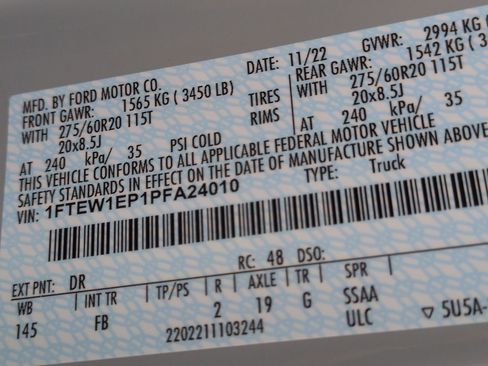 MFD. BY FORD MOTOR CO. DATE: 11/22 GVWR: 2994 KG
FRONT GAWR: 1565 KG ( 3450 LB) REAR GAWR: 1542 KG ( 3
WITH 275/60R20 115T TIRES WITH 275/60R20 115T
20x8.5J RIMS 20x8.5J
AT 240 kPa/ 35 PSI COLD AT 240 kPa/ 35
THIS VEHICLE CONFORMS TO ALL APPLICABLE FEDERAL MOTOR VEHICLE
SAFETY STANDARDS IN EFFECT ON THE DATE OF MANUFACTURE SHOWN ABOVE
VIN: 1FTEW1EP1PFA24010 TYPE: Truck
EXT PNT: DR RC: 48 DSO:
WB INT TR TP/PS R AXLE TR SPR
145 FB 2 19 G SSAA
2202211103244 ULC ▽ 5U5A-